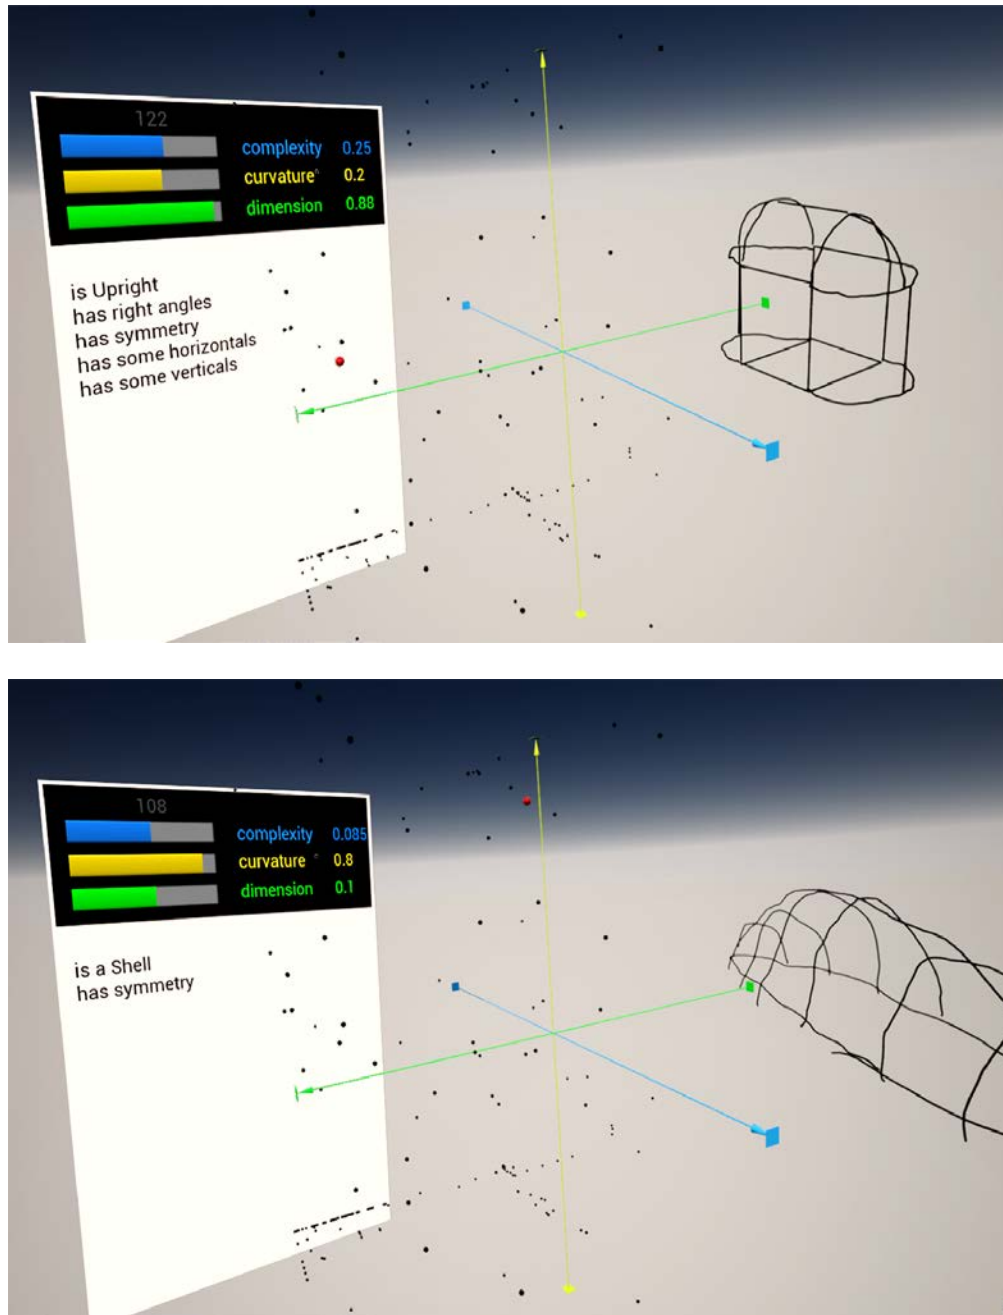 122
complexity 0.25
curvature 0.2
dimension 0.88
is Upright
has right angles
has symmetry
has some horizontals
has some verticals
108
complexity 0.085
curvature 0.8
dimension 0.1
is a Shell
has symmetry